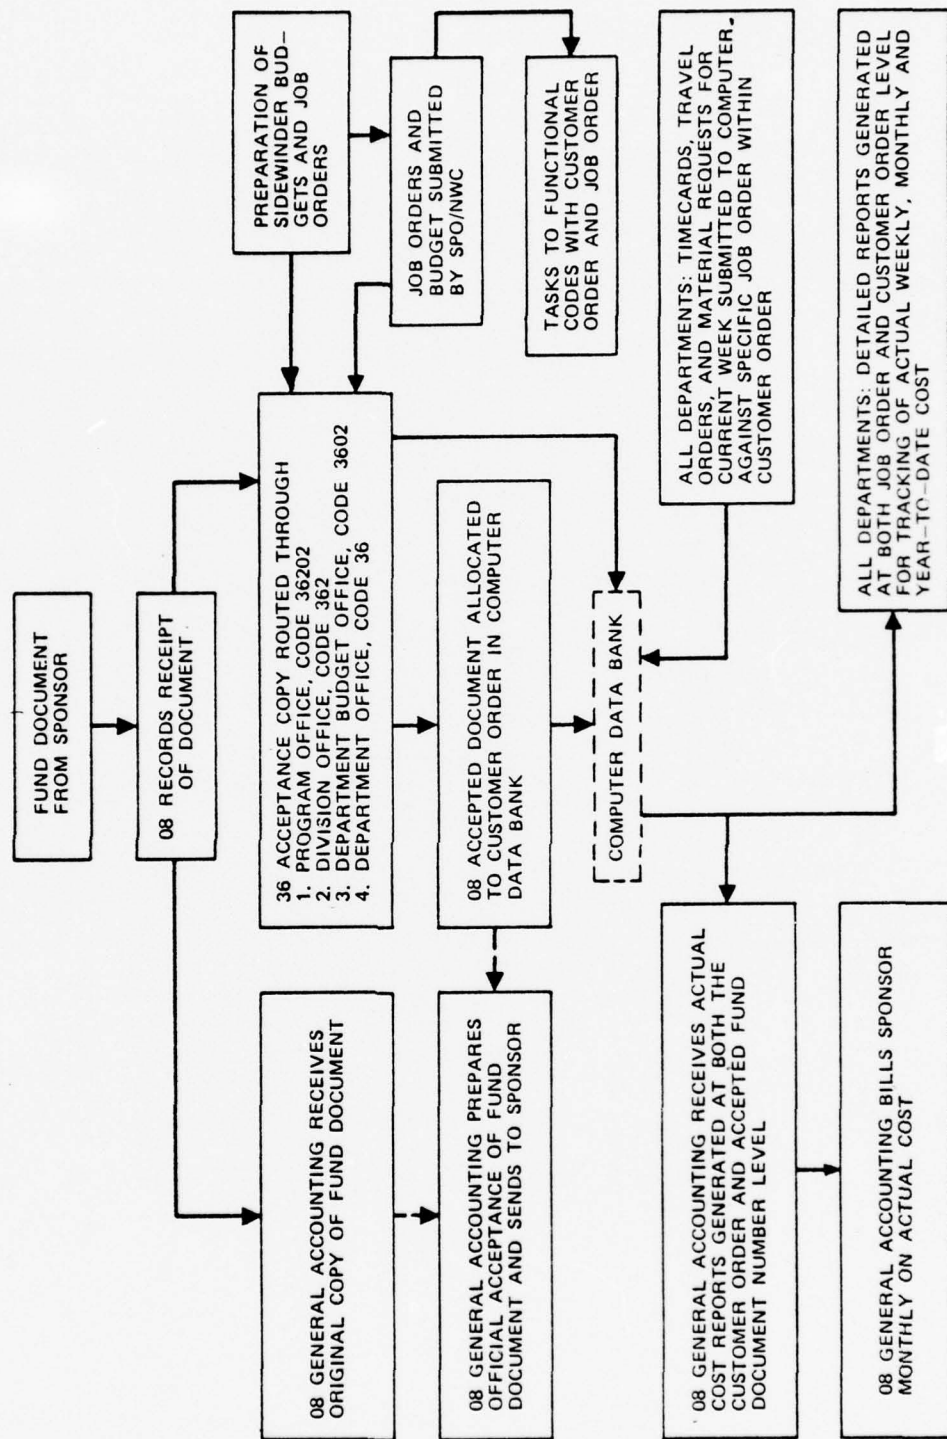 FUND DOCUMENT
FROM SPONSOR
08 RECORDS RECEIPT
OF DOCUMENT
PREPARATION OF
SIDEWINDER BUD–
GETS AND JOB
ORDERS
08 GENERAL ACCOUNTING RECEIVES
ORIGINAL COPY OF FUND DOCUMENT
36 ACCEPTANCE COPY ROUTED THROUGH
1. PROGRAM OFFICE, CODE 36202
2. DIVISION OFFICE, CODE 362
3. DEPARTMENT BUDGET OFFICE, CODE 3602
4. DEPARTMENT OFFICE, CODE 36
JOB ORDERS AND
BUDGET SUBMITTED
BY SPO/NWC
08 GENERAL ACCOUNTING PREPARES
OFFICIAL ACCEPTANCE OF FUND
DOCUMENT AND SENDS TO SPONSOR
08 ACCEPTED DOCUMENT ALLOCATED
TO CUSTOMER ORDER IN COMPUTER
DATA BANK
TASKS TO FUNCTIONAL
CODES WITH CUSTOMER
ORDER AND JOB ORDER
COMPUTER DATA BANK
ALL DEPARTMENTS: TIMECARDS, TRAVEL
ORDERS, AND MATERIAL REQUESTS FOR
CURRENT WEEK SUBMITTED TO COMPUTER,
AGAINST SPECIFIC JOB ORDER WITHIN
CUSTOMER ORDER
08 GENERAL ACCOUNTING RECEIVES ACTUAL
COST REPORTS GENERATED AT BOTH THE
CUSTOMER ORDER AND ACCEPTED FUND
DOCUMENT NUMBER LEVEL
08 GENERAL ACCOUNTING BILLS SPONSOR
MONTHLY ON ACTUAL COST
ALL DEPARTMENTS: DETAILED REPORTS GENERATED
AT BOTH JOB ORDER AND CUSTOMER ORDER LEVEL
FOR TRACKING OF ACTUAL WEEKLY, MONTHLY AND
YEAR–TO–DATE COST